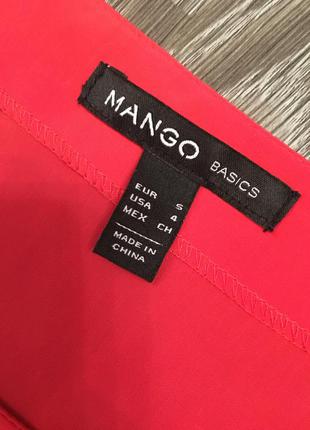 MANGO BASICS
EUR S
USA 4
MEX CH
MADE IN
CHINA